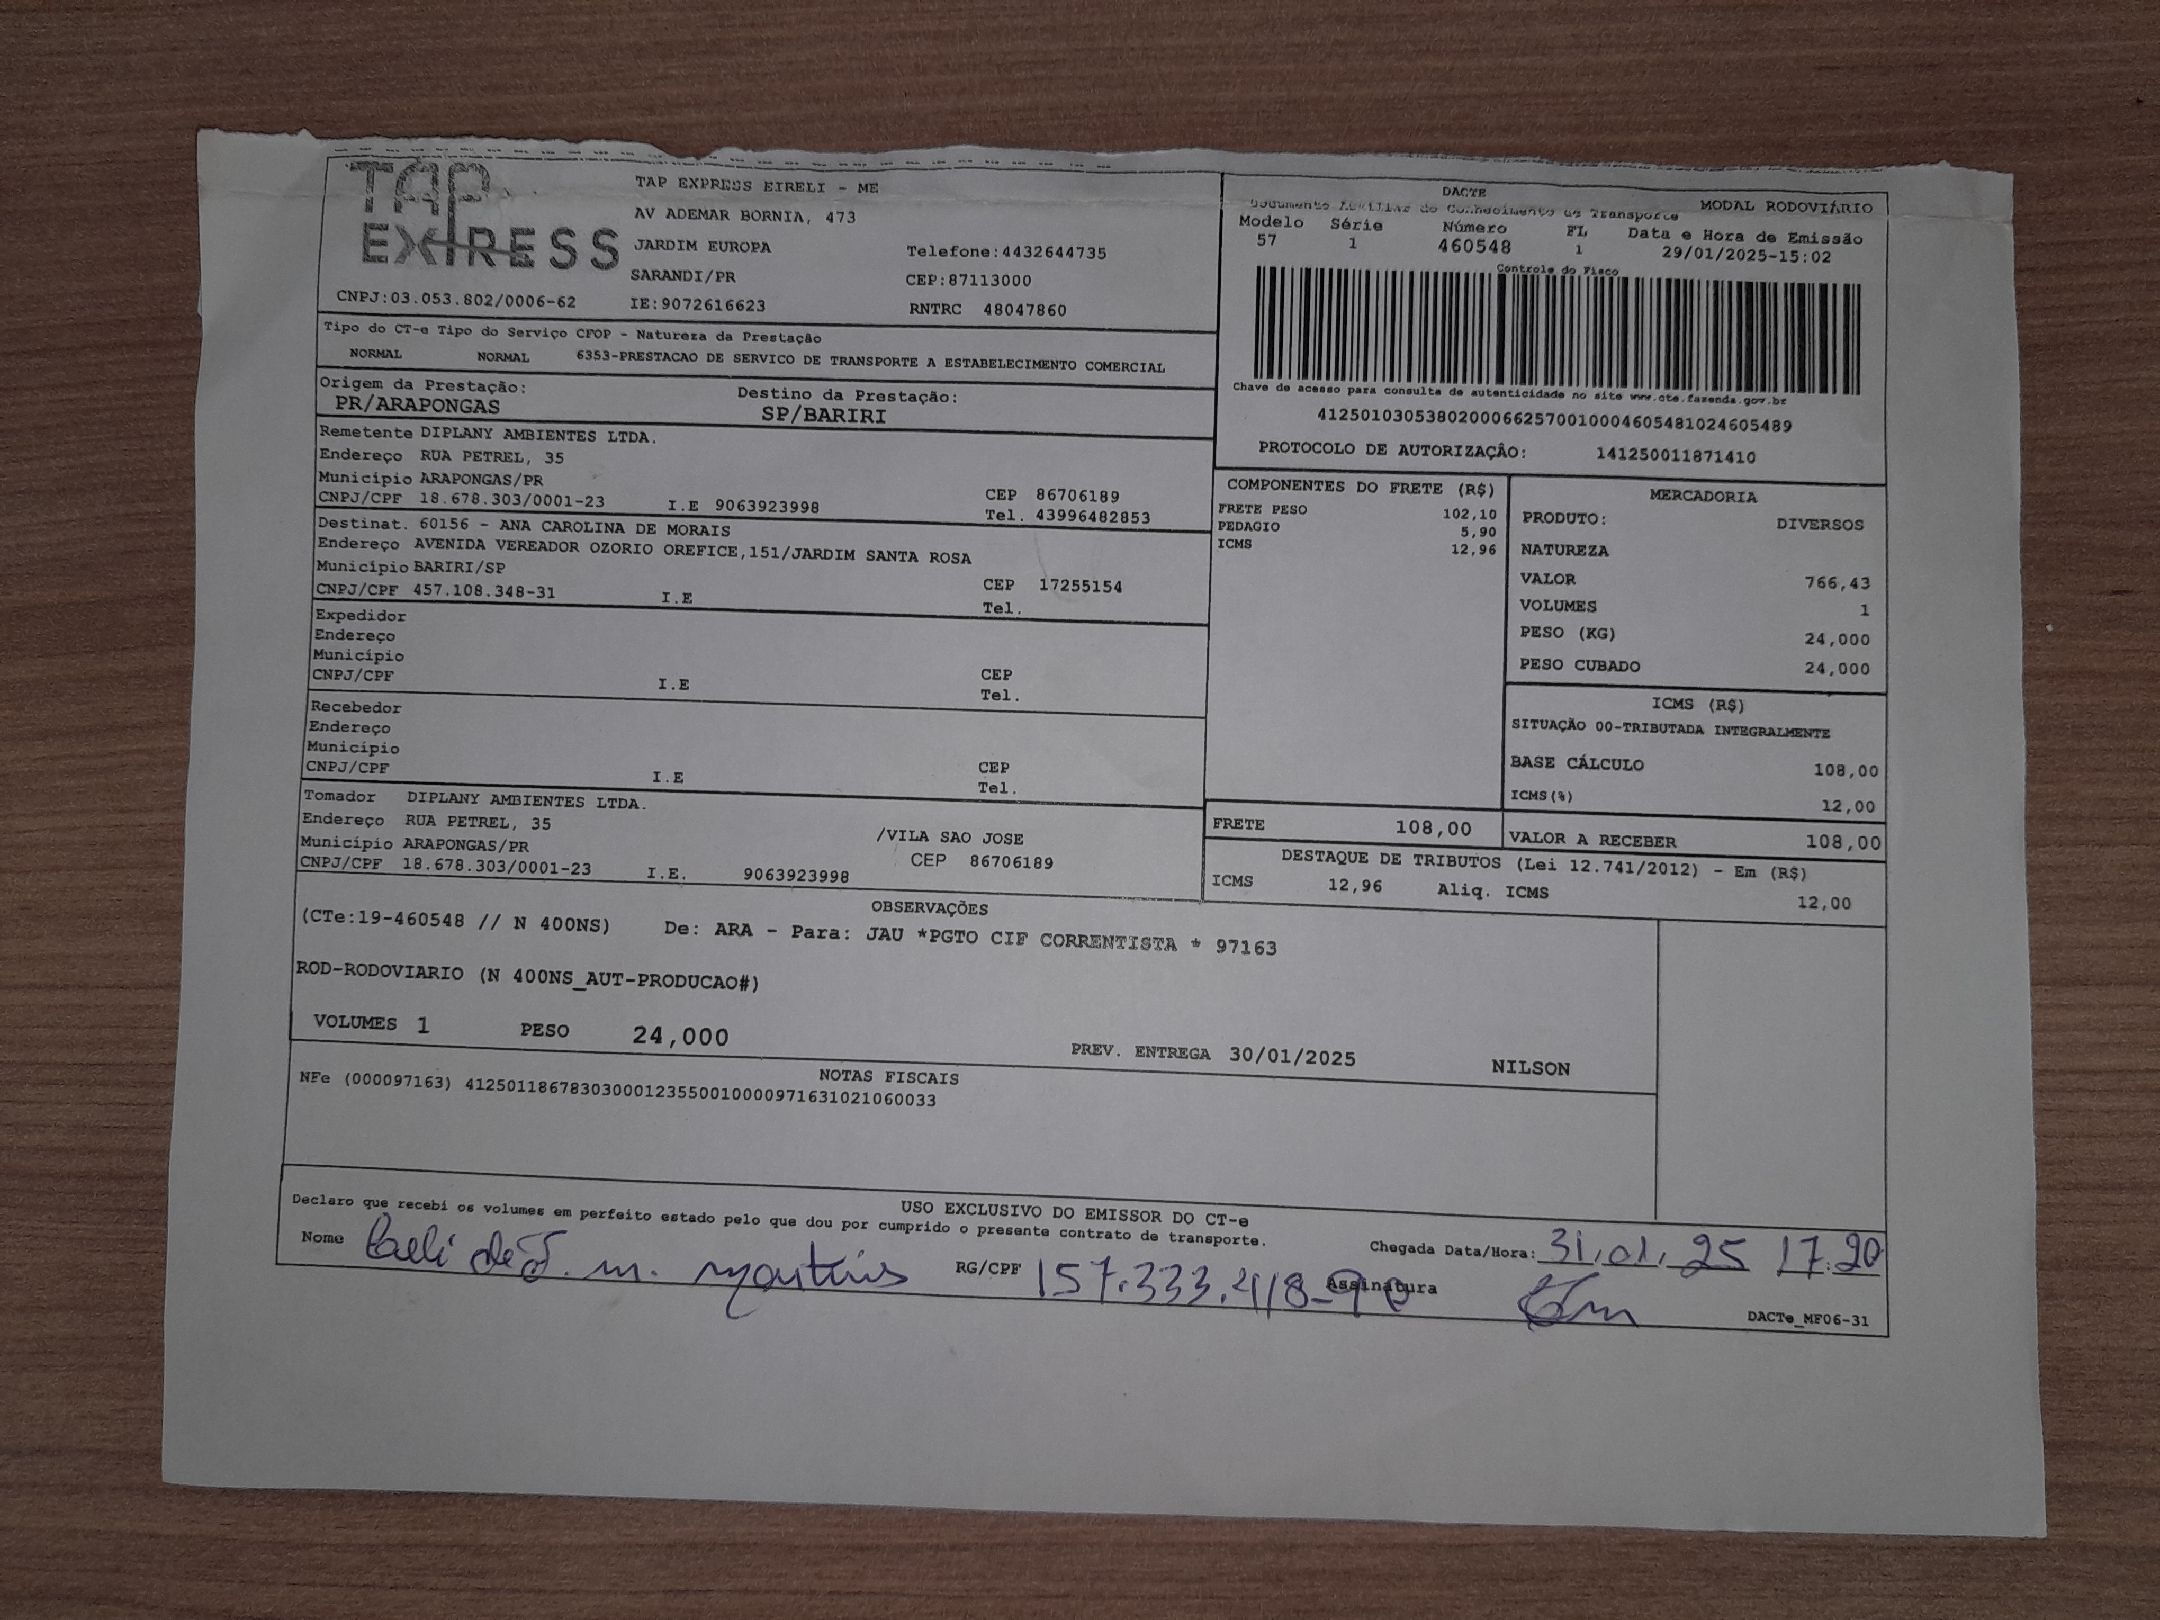 TAP EXPRESS
TAP EXPRESS EIRELI - ME
AV ADEMAR BORNIA, 473
JARDIM EUROPA Telefone:4432644735
SARANDI/PR CEP:87113000
CNPJ:03.053.802/0006-62 IE:9072616623 RNTRC 48047860
DACTE
Documento Auxiliar do Conhecimento de Transporte MODAL RODOVIÁRIO
Modelo Série Número FL Data e Hora de Emissão
57 1 460548 1 29/01/2025-15:02
Controle do Fisco
Chave de acesso para consulta de autenticidade no site www.cte.fazenda.gov.br
41250103053802000662570010004605481024605489
PROTOCOLO DE AUTORIZAÇÃO: 141250011871410
Tipo do CT-e Tipo do Serviço CFOP - Natureza da Prestação
NORMAL NORMAL 6353-PRESTACAO DE SERVICO DE TRANSPORTE A ESTABELECIMENTO COMERCIAL
Origem da Prestação: Destino da Prestação:
PR/ARAPONGAS SP/BARIRI
Remetente DIPLANY AMBIENTES LTDA.
Endereço RUA PETREL, 35
Município ARAPONGAS/PR CEP 86706189
CNPJ/CPF 18.678.303/0001-23 I.E 9063923998 Tel. 43996482853
Destinat. 60156 - ANA CAROLINA DE MORAIS
Endereço AVENIDA VEREADOR OZORIO OREFICE,151/JARDIM SANTA ROSA
Município BARIRI/SP CEP 17255154
CNPJ/CPF 457.108.348-31 I.E Tel.
Expedidor
Endereço
Município CEP
CNPJ/CPF I.E Tel.
Recebedor
Endereço
Município CEP
CNPJ/CPF I.E Tel.
Tomador DIPLANY AMBIENTES LTDA.
Endereço RUA PETREL, 35 /VILA SAO JOSE
Município ARAPONGAS/PR CEP 86706189
CNPJ/CPF 18.678.303/0001-23 I.E. 9063923998
COMPONENTES DO FRETE (R$)
FRETE PESO 102,10
PEDAGIO 5,90
ICMS 12,96
MERCADORIA
PRODUTO: DIVERSOS
NATUREZA
VALOR 766,43
VOLUMES 1
PESO (KG) 24,000
PESO CUBADO 24,000
ICMS (R$)
SITUAÇÃO 00-TRIBUTADA INTEGRALMENTE
BASE CÁLCULO 108,00
ICMS(%) 12,00
FRETE 108,00 VALOR A RECEBER 108,00
DESTAQUE DE TRIBUTOS (Lei 12.741/2012) - Em (R$)
ICMS 12,96 Aliq. ICMS 12,00
OBSERVAÇÕES
(CTe:19-460548 // N 400NS) De: ARA - Para: JAU *PGTO CIF CORRENTISTA * 97163
ROD-RODOVIARIO (N 400NS_AUT-PRODUCAO#)
VOLUMES 1 PESO 24,000 PREV. ENTREGA 30/01/2025 NILSON
NOTAS FISCAIS
NFe (000097163) 41250118678303000123550010000971631021060033
USO EXCLUSIVO DO EMISSOR DO CT-e
Declaro que recebi os volumes em perfeito estado pelo que dou por cumprido o presente contrato de transporte.
Chegada Data/Hora: 31.01.25 17:20
Nome m. Martins RG/CPF 157.333.418- Assinatura
DACTe_MF06-31